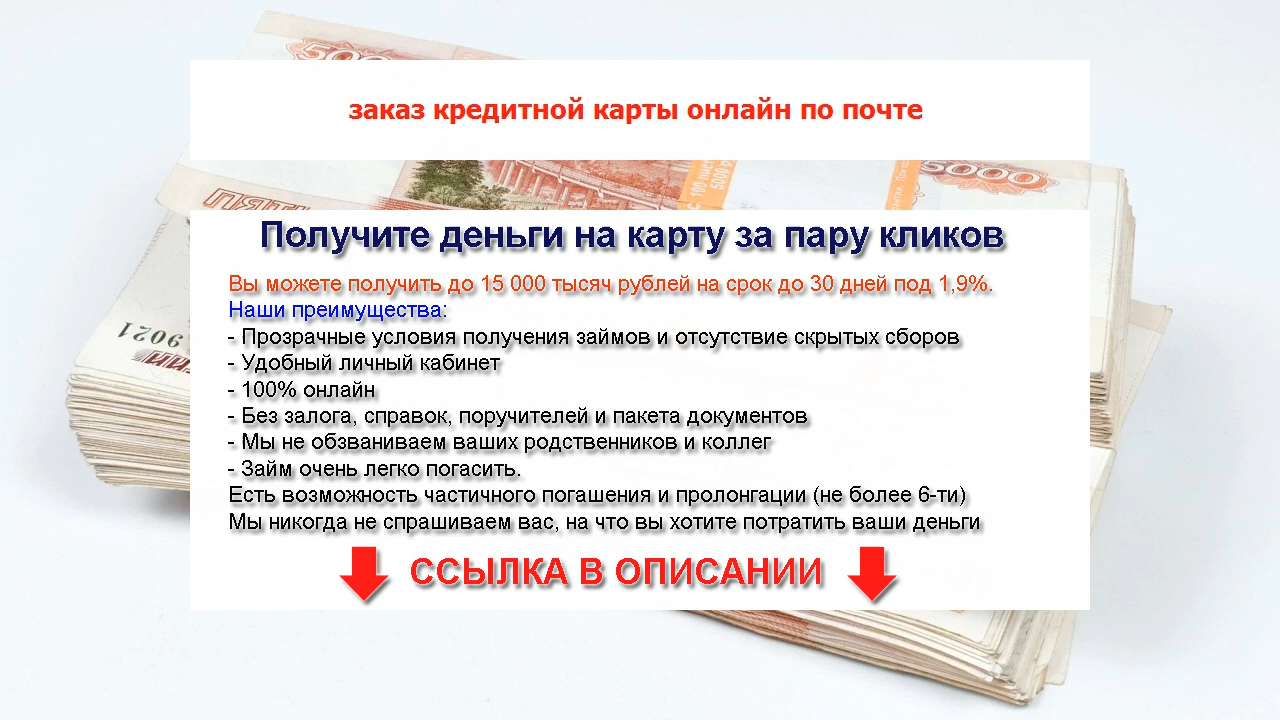 5000
заказ кредитной карты онлайн по почте
5000
ПЯТЬ
Получите деньги на карту за пару кликов
Вы можете получить до 15 000 тысяч рублей на срок до 30 дней под 1,9%.
Наши преимущества:
- Прозрачные условия получения займов и отсутствие скрытых сборов
- Удобный личный кабинет
- 100% онлайн
- Без залога, справок, поручителей и пакета документов
- Мы не обзваниваем ваших родственников и коллег
- Займ очень легко погасить.
Есть возможность частичного погашения и пролонгации (не более 6-ти)
Мы никогда не спрашиваем вас, на что вы хотите потратить ваши деньги
ССЫЛКА В ОПИСАНИИ
9021